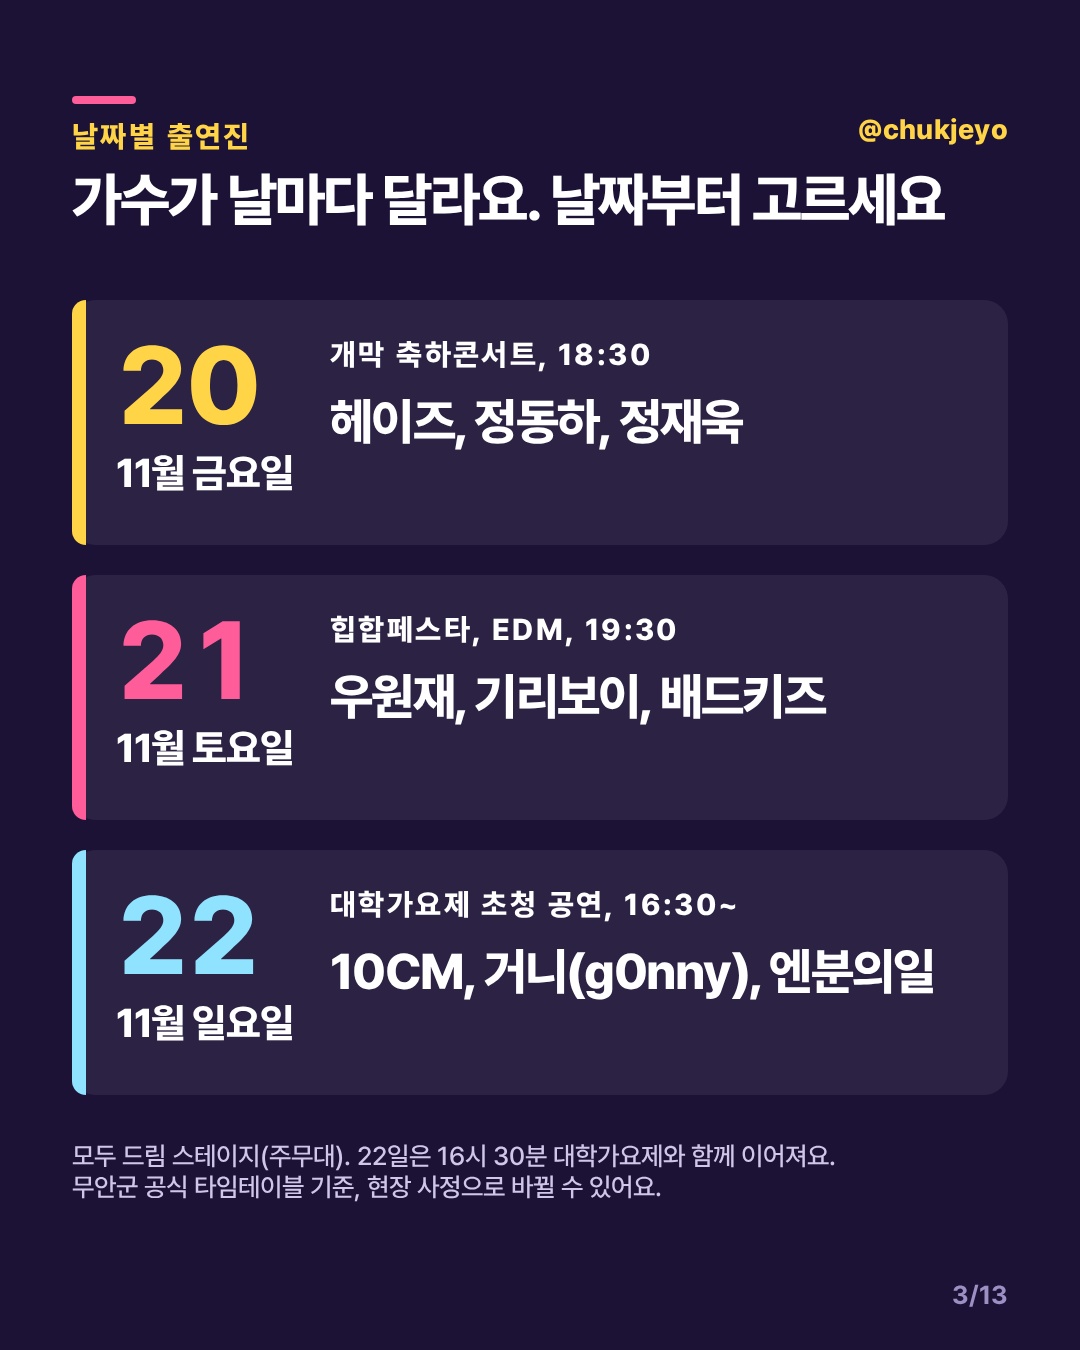 날짜별 출연진
@chukjeyo
가수가 날마다 달라요. 날짜부터 고르세요
20
11월 금요일
개막 축하콘서트, 18:30
헤이즈, 정동하, 정재욱
21
11월 토요일
힙합페스타, EDM, 19:30
우원재, 기리보이, 배드키즈
22
11월 일요일
대학가요제 초청 공연, 16:30~
10CM, 거니(g0nny), 엔분의일
모두 드림 스테이지(주무대). 22일은 16시 30분 대학가요제와 함께 이어져요.
무안군 공식 타임테이블 기준, 현장 사정으로 바뀔 수 있어요.
3/13